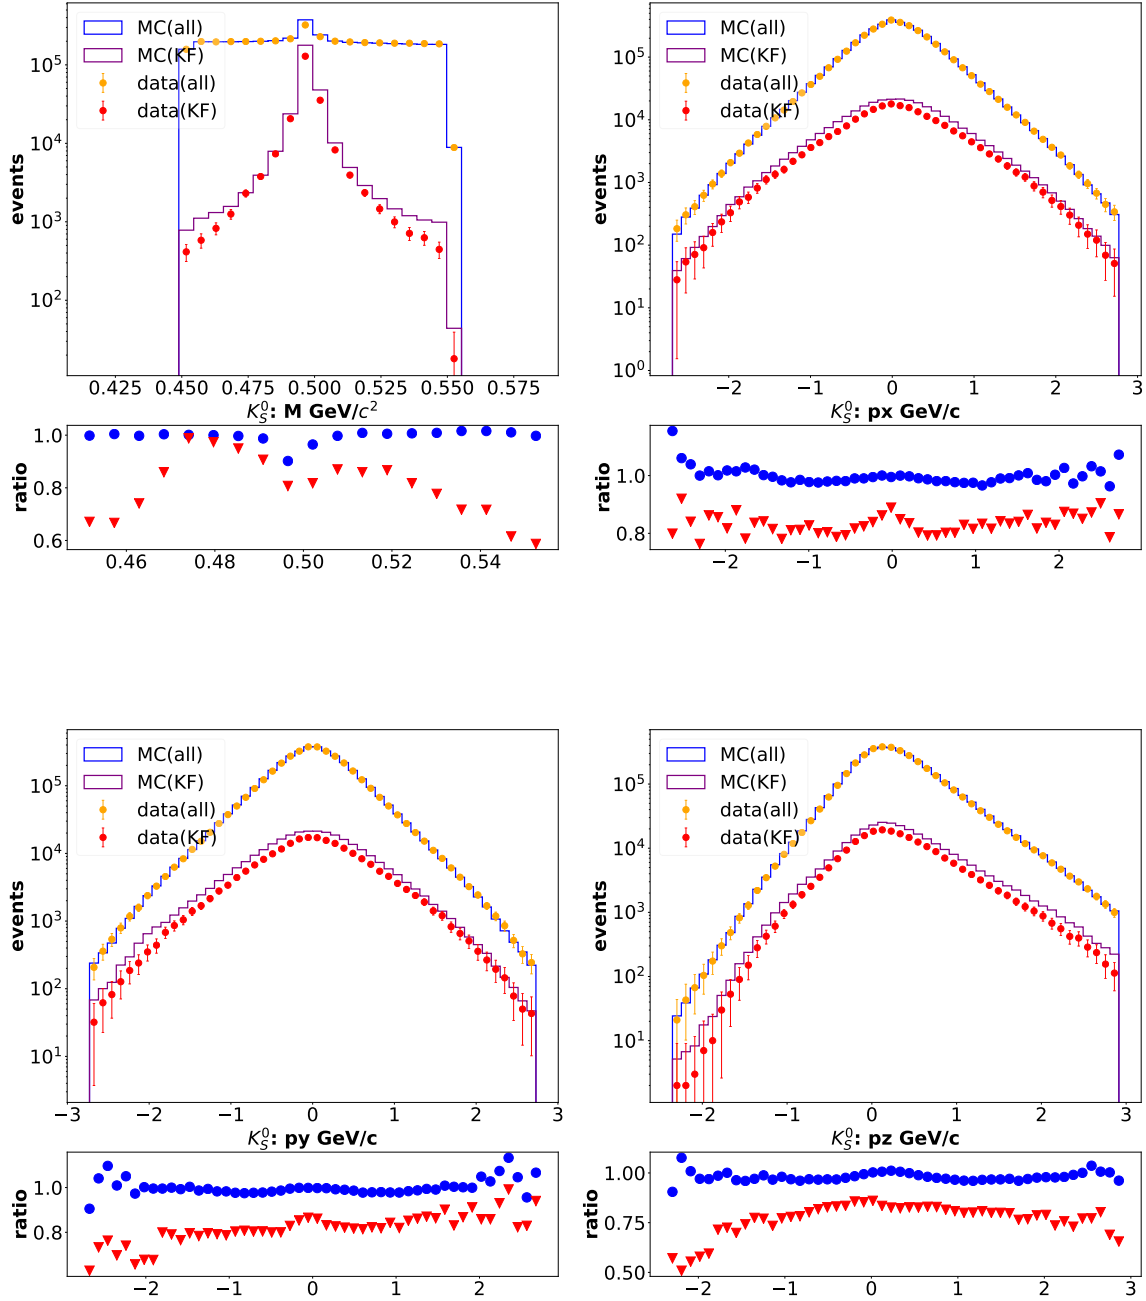 MC(all)
MC(KF)
data(all)
data(KF)
events
10^5
10^4
10^3
10^2
0.425 0.450 0.475 0.500 0.525 0.550 0.575
K_S^0: M GeV/c^2
ratio
1.0
0.8
0.6
0.46 0.48 0.50 0.52 0.54
MC(all)
MC(KF)
data(all)
data(KF)
events
10^5
10^4
10^3
10^2
10^1
10^0
−2 −1 0 1 2 3
K_S^0: px GeV/c
ratio
1.0
0.8
−2 −1 0 1 2
MC(all)
MC(KF)
data(all)
data(KF)
events
10^5
10^4
10^3
10^2
10^1
−3 −2 −1 0 1 2 3
K_S^0: py GeV/c
ratio
1.0
0.8
−2 −1 0 1 2
MC(all)
MC(KF)
data(all)
data(KF)
events
10^5
10^4
10^3
10^2
10^1
−2 −1 0 1 2 3
K_S^0: pz GeV/c
ratio
1.00
0.75
0.50
−2 −1 0 1 2 3